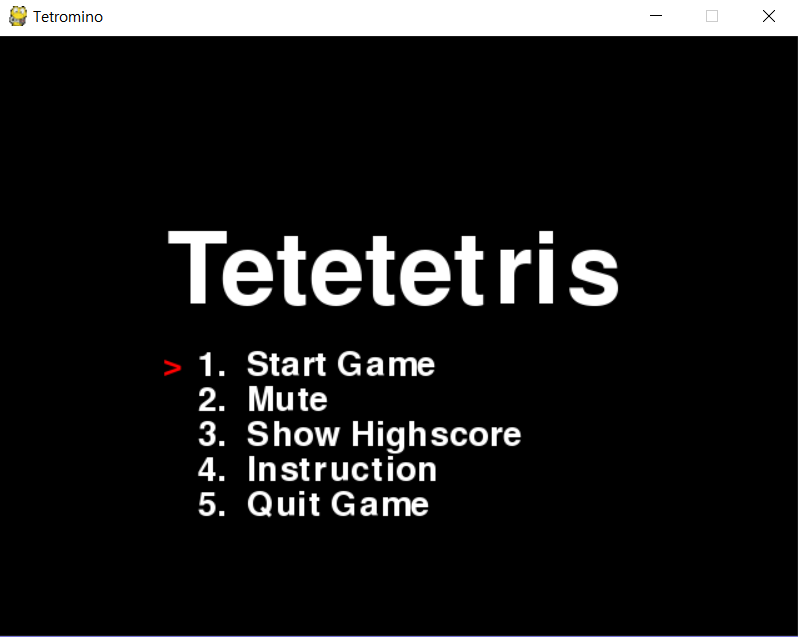 Tetromino
Tetetetris
> 1. Start Game
2. Mute
3. Show Highscore
4. Instruction
5. Quit Game